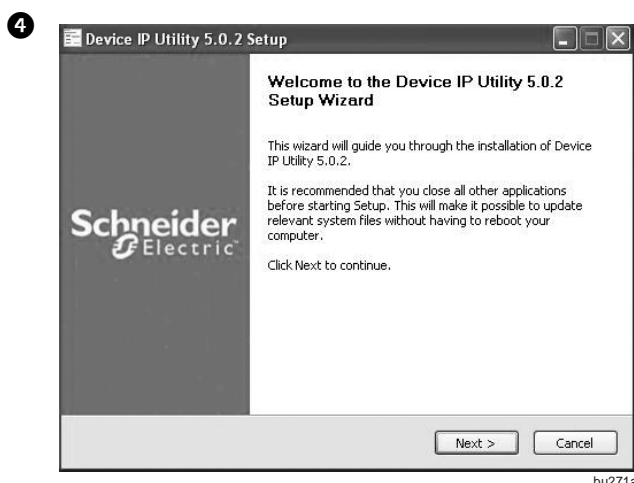 4
Device IP Utility 5.0.2 Setup
Welcome to the Device IP Utility 5.0.2
Setup Wizard
This wizard will guide you through the installation of Device
IP Utility 5.0.2.
It is recommended that you close all other applications
before starting Setup. This will make it possible to update
relevant system files without having to reboot your
computer.
Click Next to continue.
Schneider
Electric™
Next >
Cancel
hu271a